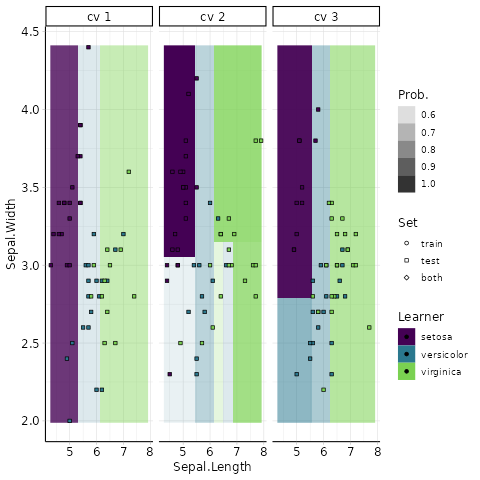 cv 1 cv 2 cv 3
4.5
4.0
3.5
3.0
2.5
2.0
Sepal.Width
5 6 7 8 5 6 7 8 5 6 7 8
Sepal.Length
Prob.
0.6
0.7
0.8
0.9
1.0
Set
train
test
both
Learner
setosa
versicolor
virginica